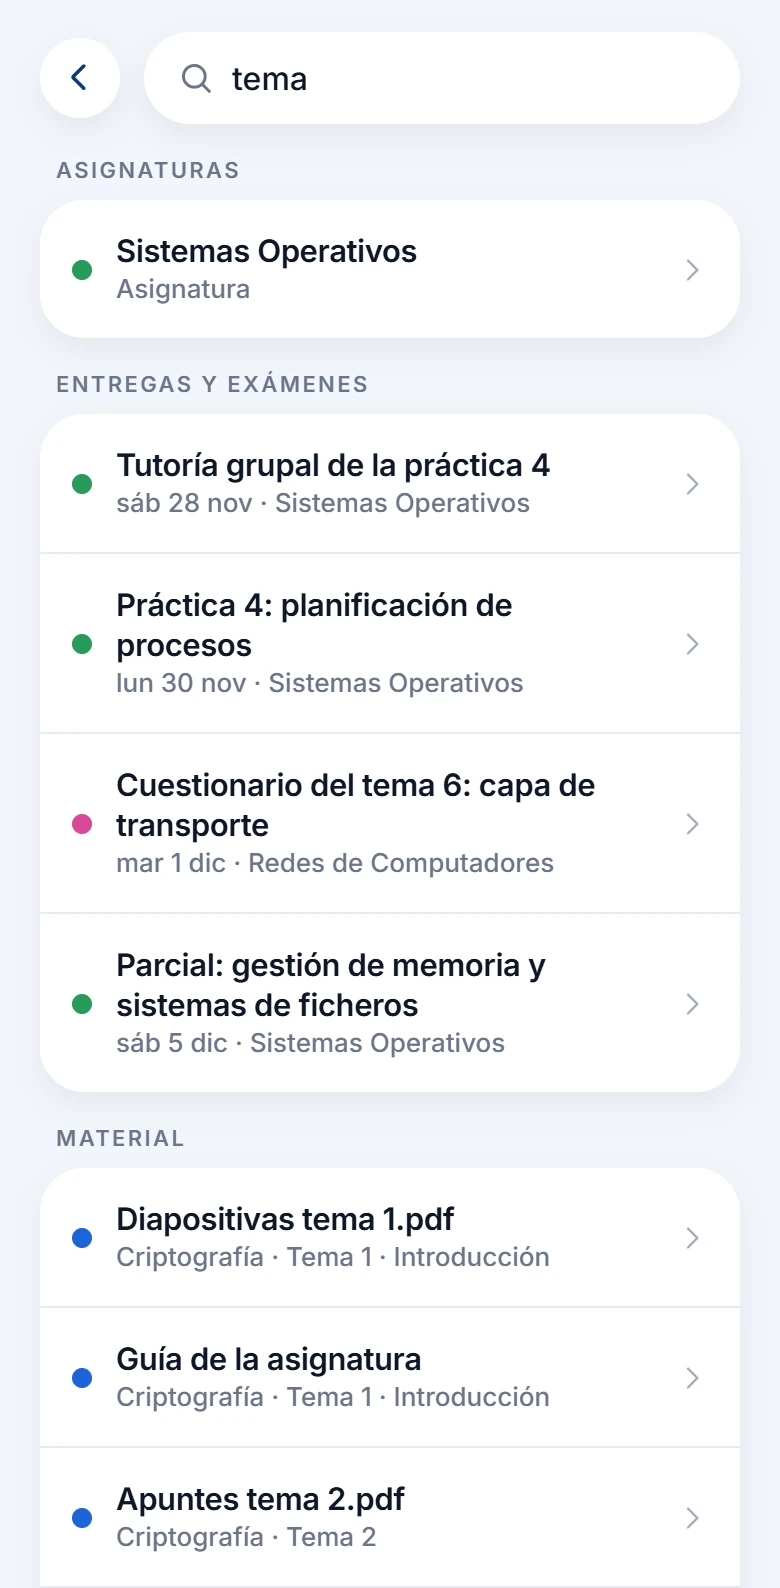 tema
ASIGNATURAS
Sistemas Operativos
Asignatura
ENTREGAS Y EXÁMENES
Tutoría grupal de la práctica 4
sáb 28 nov · Sistemas Operativos
Práctica 4: planificación de
procesos
lun 30 nov · Sistemas Operativos
Cuestionario del tema 6: capa de
transporte
mar 1 dic · Redes de Computadores
Parcial: gestión de memoria y
sistemas de ficheros
sáb 5 dic · Sistemas Operativos
MATERIAL
Diapositivas tema 1.pdf
Criptografía · Tema 1 · Introducción
Guía de la asignatura
Criptografía · Tema 1 · Introducción
Apuntes tema 2.pdf
Criptografía · Tema 2